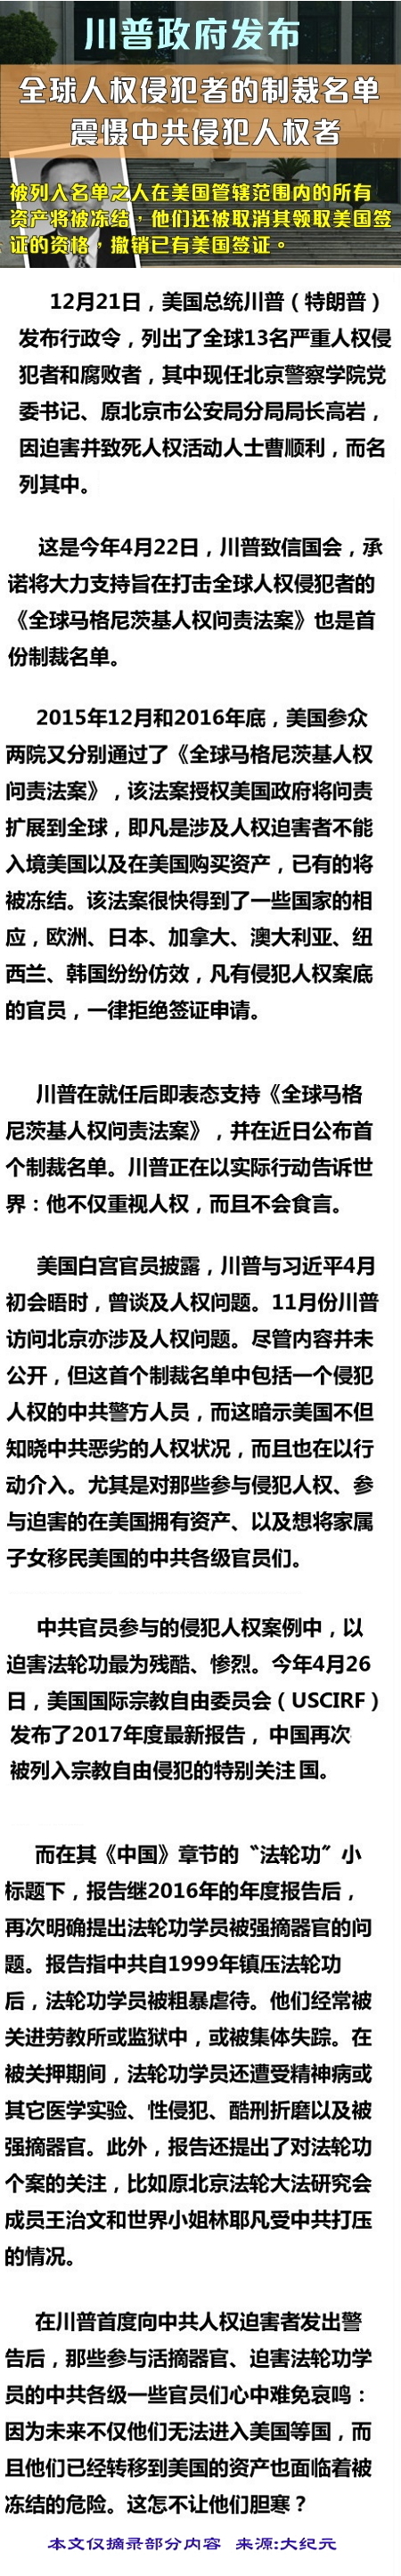 川普政府发布
全球人权侵犯者的制裁名单
震慑中共侵犯人权者
被列入名单之人在美国管辖范围内的所有
资产将被冻结，他们还被取消其领取美国签
证的资格，撤销已有美国签证。
12月21日，美国总统川普（特朗普）
发布行政令，列出了全球13名严重人权侵
犯者和腐败者，其中现任北京警察学院党
委书记、原北京市公安局分局局长高岩，
因迫害并致死人权活动人士曹顺利，而名
列其中。
这是今年4月22日，川普致信国会，承
诺将大力支持旨在打击全球人权侵犯者的
《全球马格尼茨基人权问责法案》也是首
份制裁名单。
2015年12月和2016年底，美国参众
两院又分别通过了《全球马格尼茨基人权
问责法案》，该法案授权美国政府将问责
扩展到全球，即凡是涉及人权迫害者不能
入境美国以及在美国购买资产，已有的将
被冻结。该法案很快得到了一些国家的相
应，欧洲、日本、加拿大、澳大利亚、纽
西兰、韩国纷纷仿效，凡有侵犯人权案底
的官员，一律拒绝签证申请。
川普在就任后即表态支持《全球马格
尼茨基人权问责法案》，并在近日公布首
个制裁名单。川普正在以实际行动告诉世
界：他不仅重视人权，而且不会食言。
美国白宫官员披露，川普与习近平4月
初会晤时，曾谈及人权问题。11月份川普
访问北京亦涉及人权问题。尽管内容并未
公开，但这首个制裁名单中包括一个侵犯
人权的中共警方人员，而这暗示美国不但
知晓中共恶劣的人权状况，而且也在以行
动介入。尤其是对那些参与侵犯人权、参
与迫害的在美国拥有资产、以及想将家属
子女移民美国的中共各级官员们。
中共官员参与的侵犯人权案例中，以
迫害法轮功最为残酷、惨烈。今年4月26
日，美国国际宗教自由委员会（USCIRF）
发布了2017年度最新报告，中国再次
被列入宗教自由侵犯的特别关注国。
而在其《中国》章节的〝法轮功〞小
标题下，报告继2016年的年度报告后，
再次明确提出法轮功学员被强摘器官的问
题。报告指中共自1999年镇压法轮功
后，法轮功学员被粗暴虐待。他们经常被
关进劳教所或监狱中，或被集体失踪。在
被关押期间，法轮功学员还遭受精神病或
其它医学实验、性侵犯、酷刑折磨以及被
强摘器官。此外，报告还提出了对法轮功
个案的关注，比如原北京法轮大法研究会
成员王治文和世界小姐林耶凡受中共打压
的情况。
在川普首度向中共人权迫害者发出警
告后，那些参与活摘器官、迫害法轮功学
员的中共各级一些官员们心中难免哀鸣：
因为未来不仅他们无法进入美国等国，而
且他们已经转移到美国的资产也面临着被
冻结的危险。这怎不让他们胆寒？
本文仅摘录部分内容 来源:大纪元